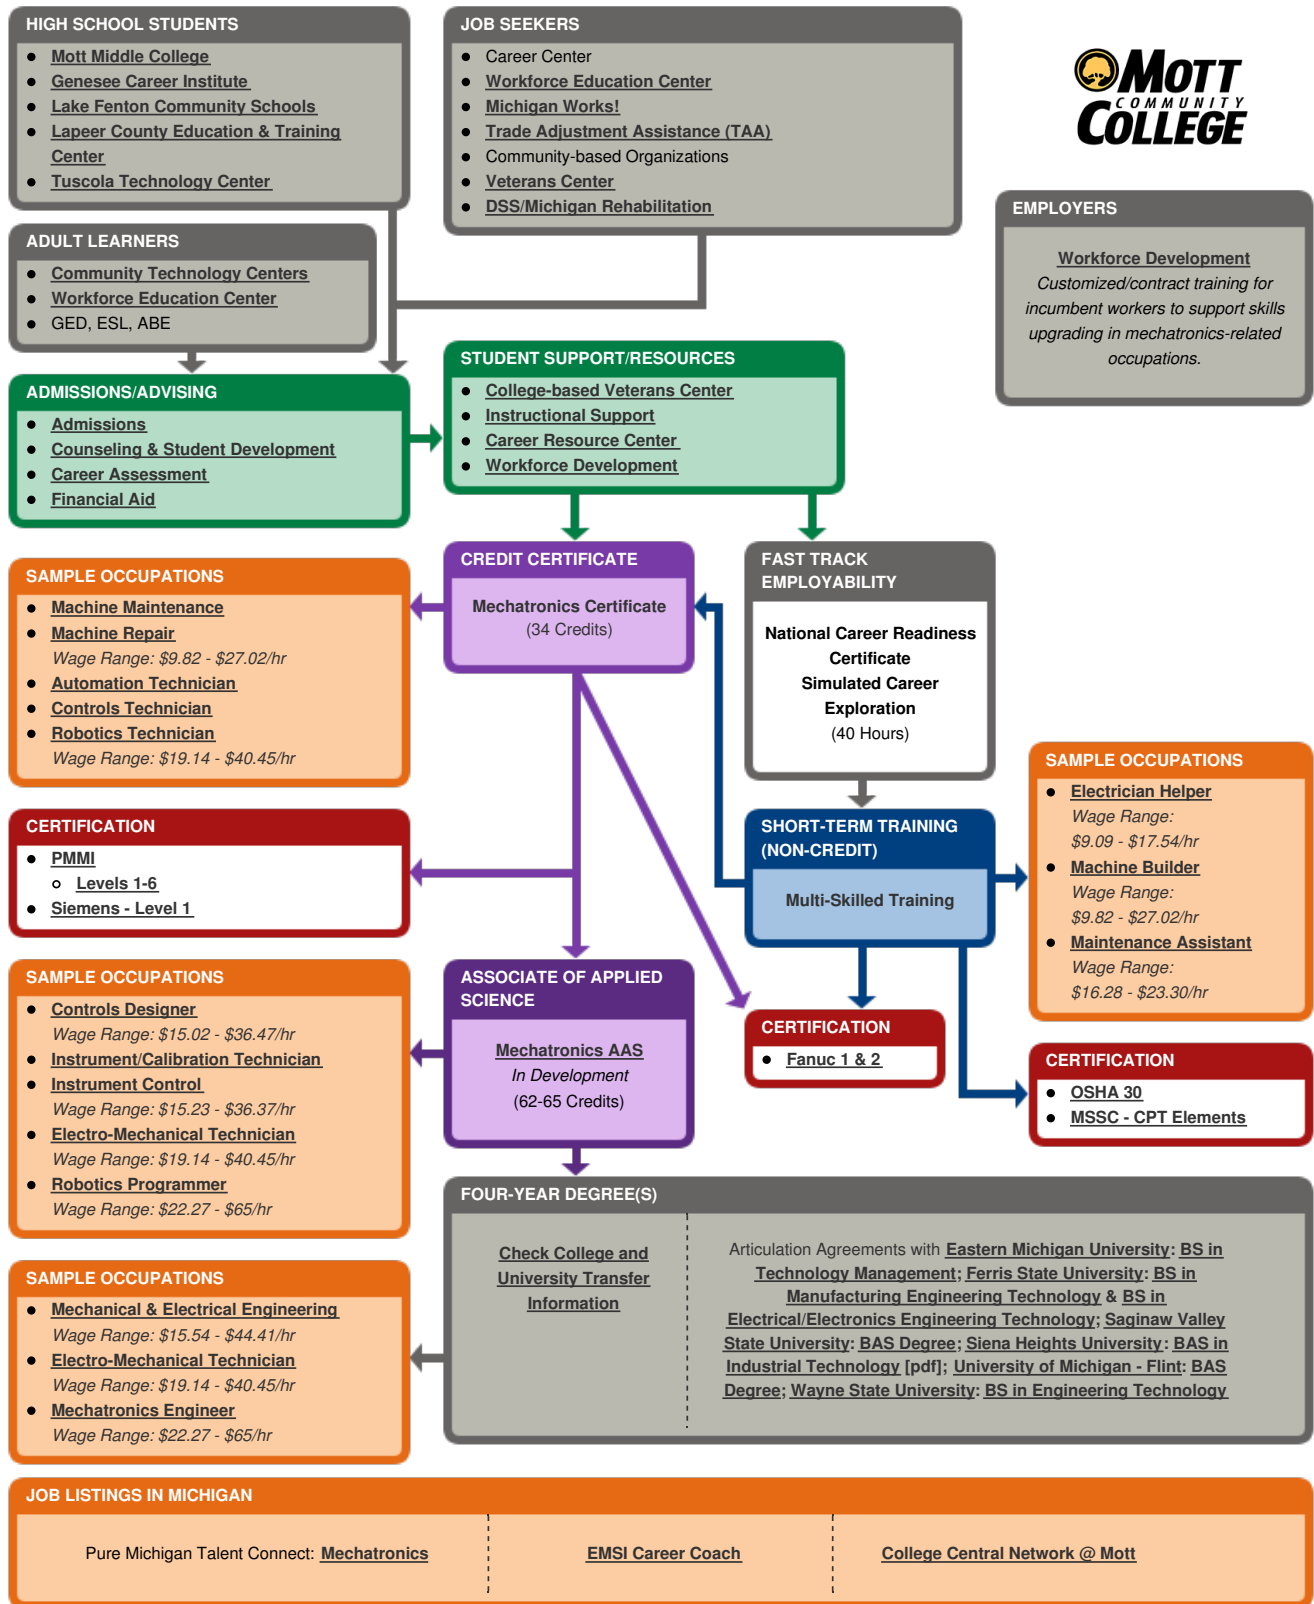 HIGH SCHOOL STUDENTS
● Mott Middle College
● Genesee Career Institute
● Lake Fenton Community Schools
● Lapeer County Education & Training
Center
● Tuscola Technology Center
JOB SEEKERS
● Career Center
● Workforce Education Center
● Michigan Works!
● Trade Adjustment Assistance (TAA)
● Community-based Organizations
● Veterans Center
● DSS/Michigan Rehabilitation
MOTT
COMMUNITY
COLLEGE
EMPLOYERS
Workforce Development
Customized/contract training for
incumbent workers to support skills
upgrading in mechatronics-related
occupations.
ADULT LEARNERS
● Community Technology Centers
● Workforce Education Center
● GED, ESL, ABE
ADMISSIONS/ADVISING
● Admissions
● Counseling & Student Development
● Career Assessment
● Financial Aid
STUDENT SUPPORT/RESOURCES
● College-based Veterans Center
● Instructional Support
● Career Resource Center
● Workforce Development
SAMPLE OCCUPATIONS
● Machine Maintenance
● Machine Repair
Wage Range: $9.82 - $27.02/hr
● Automation Technician
● Controls Technician
● Robotics Technician
Wage Range: $19.14 - $40.45/hr
CREDIT CERTIFICATE
Mechatronics Certificate
(34 Credits)
FAST TRACK
EMPLOYABILITY
National Career Readiness
Certificate
Simulated Career
Exploration
(40 Hours)
SAMPLE OCCUPATIONS
● Electrician Helper
Wage Range:
$9.09 - $17.54/hr
● Machine Builder
Wage Range:
$9.82 - $27.02/hr
● Maintenance Assistant
Wage Range:
$16.28 - $23.30/hr
CERTIFICATION
● PMMI
○ Levels 1-6
● Siemens - Level 1
SHORT-TERM TRAINING
(NON-CREDIT)
Multi-Skilled Training
SAMPLE OCCUPATIONS
● Controls Designer
Wage Range: $15.02 - $36.47/hr
● Instrument/Calibration Technician
● Instrument Control
Wage Range: $15.23 - $36.37/hr
● Electro-Mechanical Technician
Wage Range: $19.14 - $40.45/hr
● Robotics Programmer
Wage Range: $22.27 - $65/hr
ASSOCIATE OF APPLIED
SCIENCE
Mechatronics AAS
In Development
(62-65 Credits)
CERTIFICATION
● Fanuc 1 & 2
CERTIFICATION
● OSHA 30
● MSSC - CPT Elements
FOUR-YEAR DEGREE(S)
Check College and
University Transfer
Information
Articulation Agreements with Eastern Michigan University: BS in
Technology Management; Ferris State University: BS in
Manufacturing Engineering Technology & BS in
Electrical/Electronics Engineering Technology; Saginaw Valley
State University: BAS Degree; Siena Heights University: BAS in
Industrial Technology [pdf]; University of Michigan - Flint: BAS
Degree; Wayne State University: BS in Engineering Technology
SAMPLE OCCUPATIONS
● Mechanical & Electrical Engineering
Wage Range: $15.54 - $44.41/hr
● Electro-Mechanical Technician
Wage Range: $19.14 - $40.45/hr
● Mechatronics Engineer
Wage Range: $22.27 - $65/hr
JOB LISTINGS IN MICHIGAN
Pure Michigan Talent Connect: Mechatronics
EMSI Career Coach
College Central Network @ Mott